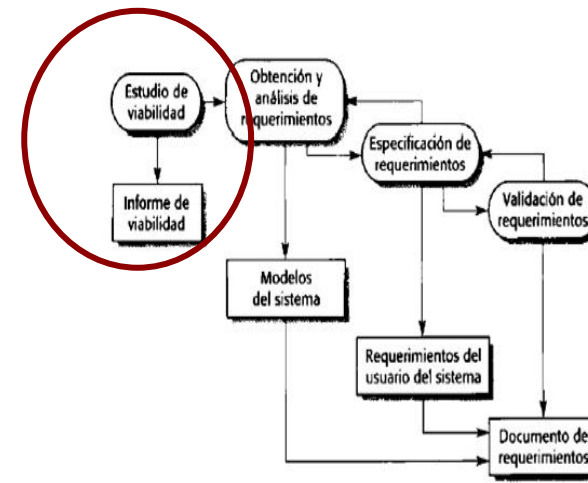 Estudio de
viabilidad
Obtención y
análisis de
requerimientos
Especificación de
requerimientos
Informe de
viabilidad
Validación de
requerimientos
Modelos
del sistema
Requerimientos del
usuario del sistema
Documento de
requerimientos